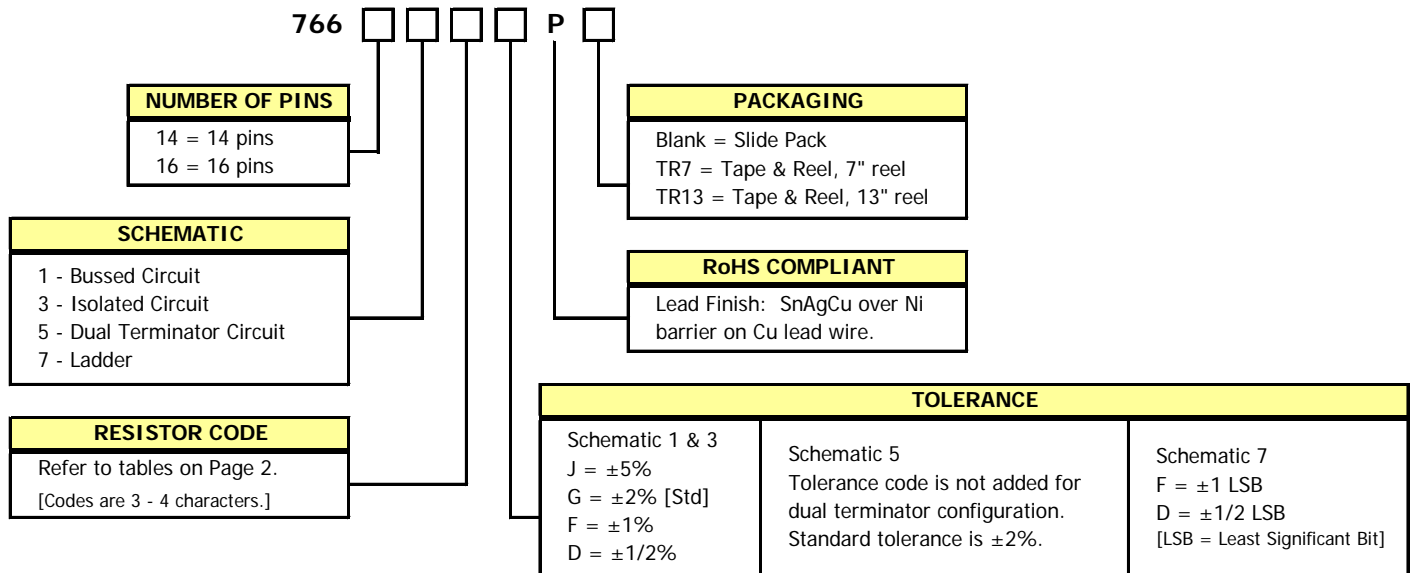 766 P
NUMBER OF PINS
14 = 14 pins
16 = 16 pins
SCHEMATIC
1 - Bussed Circuit
3 - Isolated Circuit
5 - Dual Terminator Circuit
7 - Ladder
RESISTOR CODE
Refer to tables on Page 2.
[Codes are 3 - 4 characters.]
PACKAGING
Blank = Slide Pack
TR7 = Tape & Reel, 7" reel
TR13 = Tape & Reel, 13" reel
RoHS COMPLIANT
Lead Finish: SnAgCu over Ni
barrier on Cu lead wire.
TOLERANCE
Schematic 1 & 3
J = ±5%
G = ±2% [Std]
F = ±1%
D = ±1/2%
Schematic 5
Tolerance code is not added for
dual terminator configuration.
Standard tolerance is ±2%.
Schematic 7
F = ±1 LSB
D = ±1/2 LSB
[LSB = Least Significant Bit]